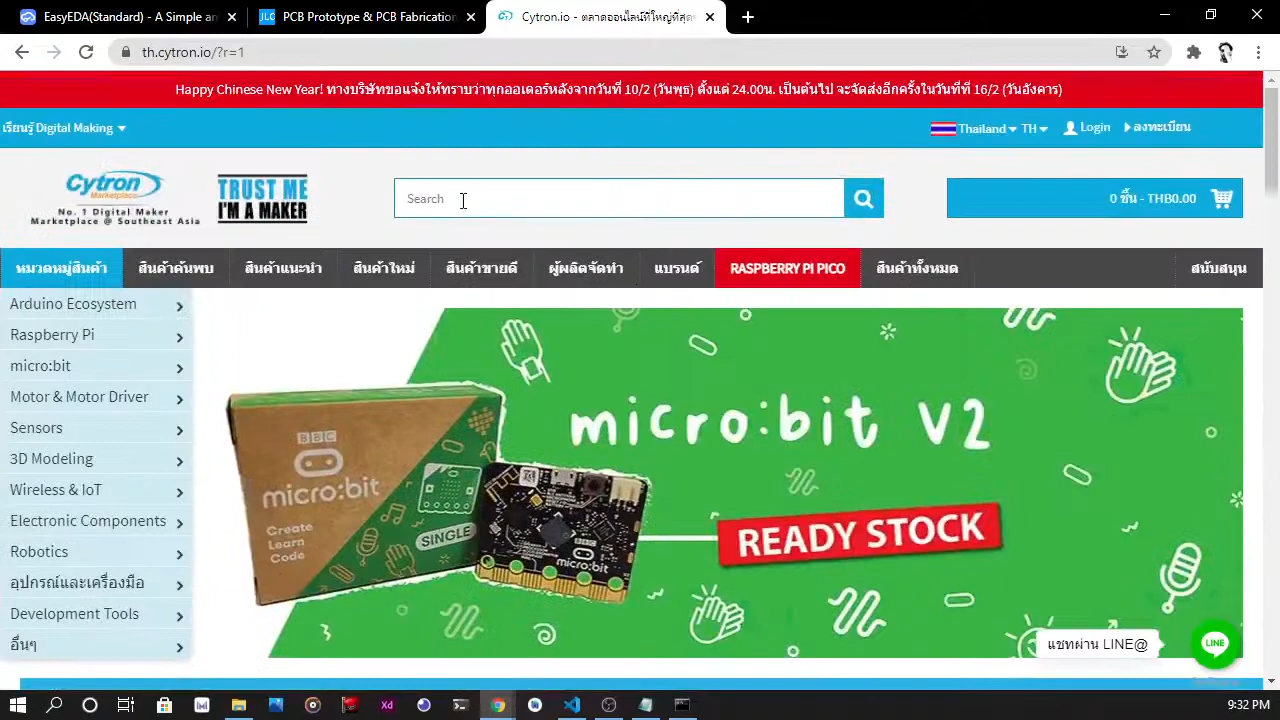 EasyEDA(Standard) - A Simple an
JLC PCB Prototype & PCB Fabrication
Cytron.io - ตลาดออนไลน์ที่ใหญ่ที่สุด
th.cytron.io/?r=1
Happy Chinese New Year! ทางบริษัทขอแจ้งให้ทราบว่าทุกออเดอร์หลังจากวันที่ 10/2 (วันพุธ) ตั้งแต่ 24.00น. เป็นต้นไป จะจัดส่งอีกครั้งในวันที่ที่ 16/2 (วันอังคาร)
เรียนรู้ Digital Making
Thailand TH Login ลงทะเบียน
Cytron
Marketplace
No. 1 Digital Maker
Marketplace @ Southeast Asia
TRUST ME
I'M A MAKER
Search
0 ชิ้น - THB0.00
หมวดหมู่สินค้า สินค้าค้นพบ สินค้าแนะนำ สินค้าใหม่ สินค้าขายดี ผู้ผลิตจัดทำ แบรนด์ RASPBERRY PI PICO สินค้าทั้งหมด สนับสนุน
Arduino Ecosystem
Raspberry Pi
micro:bit
Motor & Motor Driver
Sensors
3D Modeling
Wireless & IoT
Electronic Components
Robotics
อุปกรณ์และเครื่องมือ
Development Tools
อื่นๆ
BBC
micro:bit
Create
Learn
Code
SINGLE
BBC
micro:bit
micro:bit v2
READY STOCK
แชทผ่าน LINE@
LINE
Xd
9:32 PM